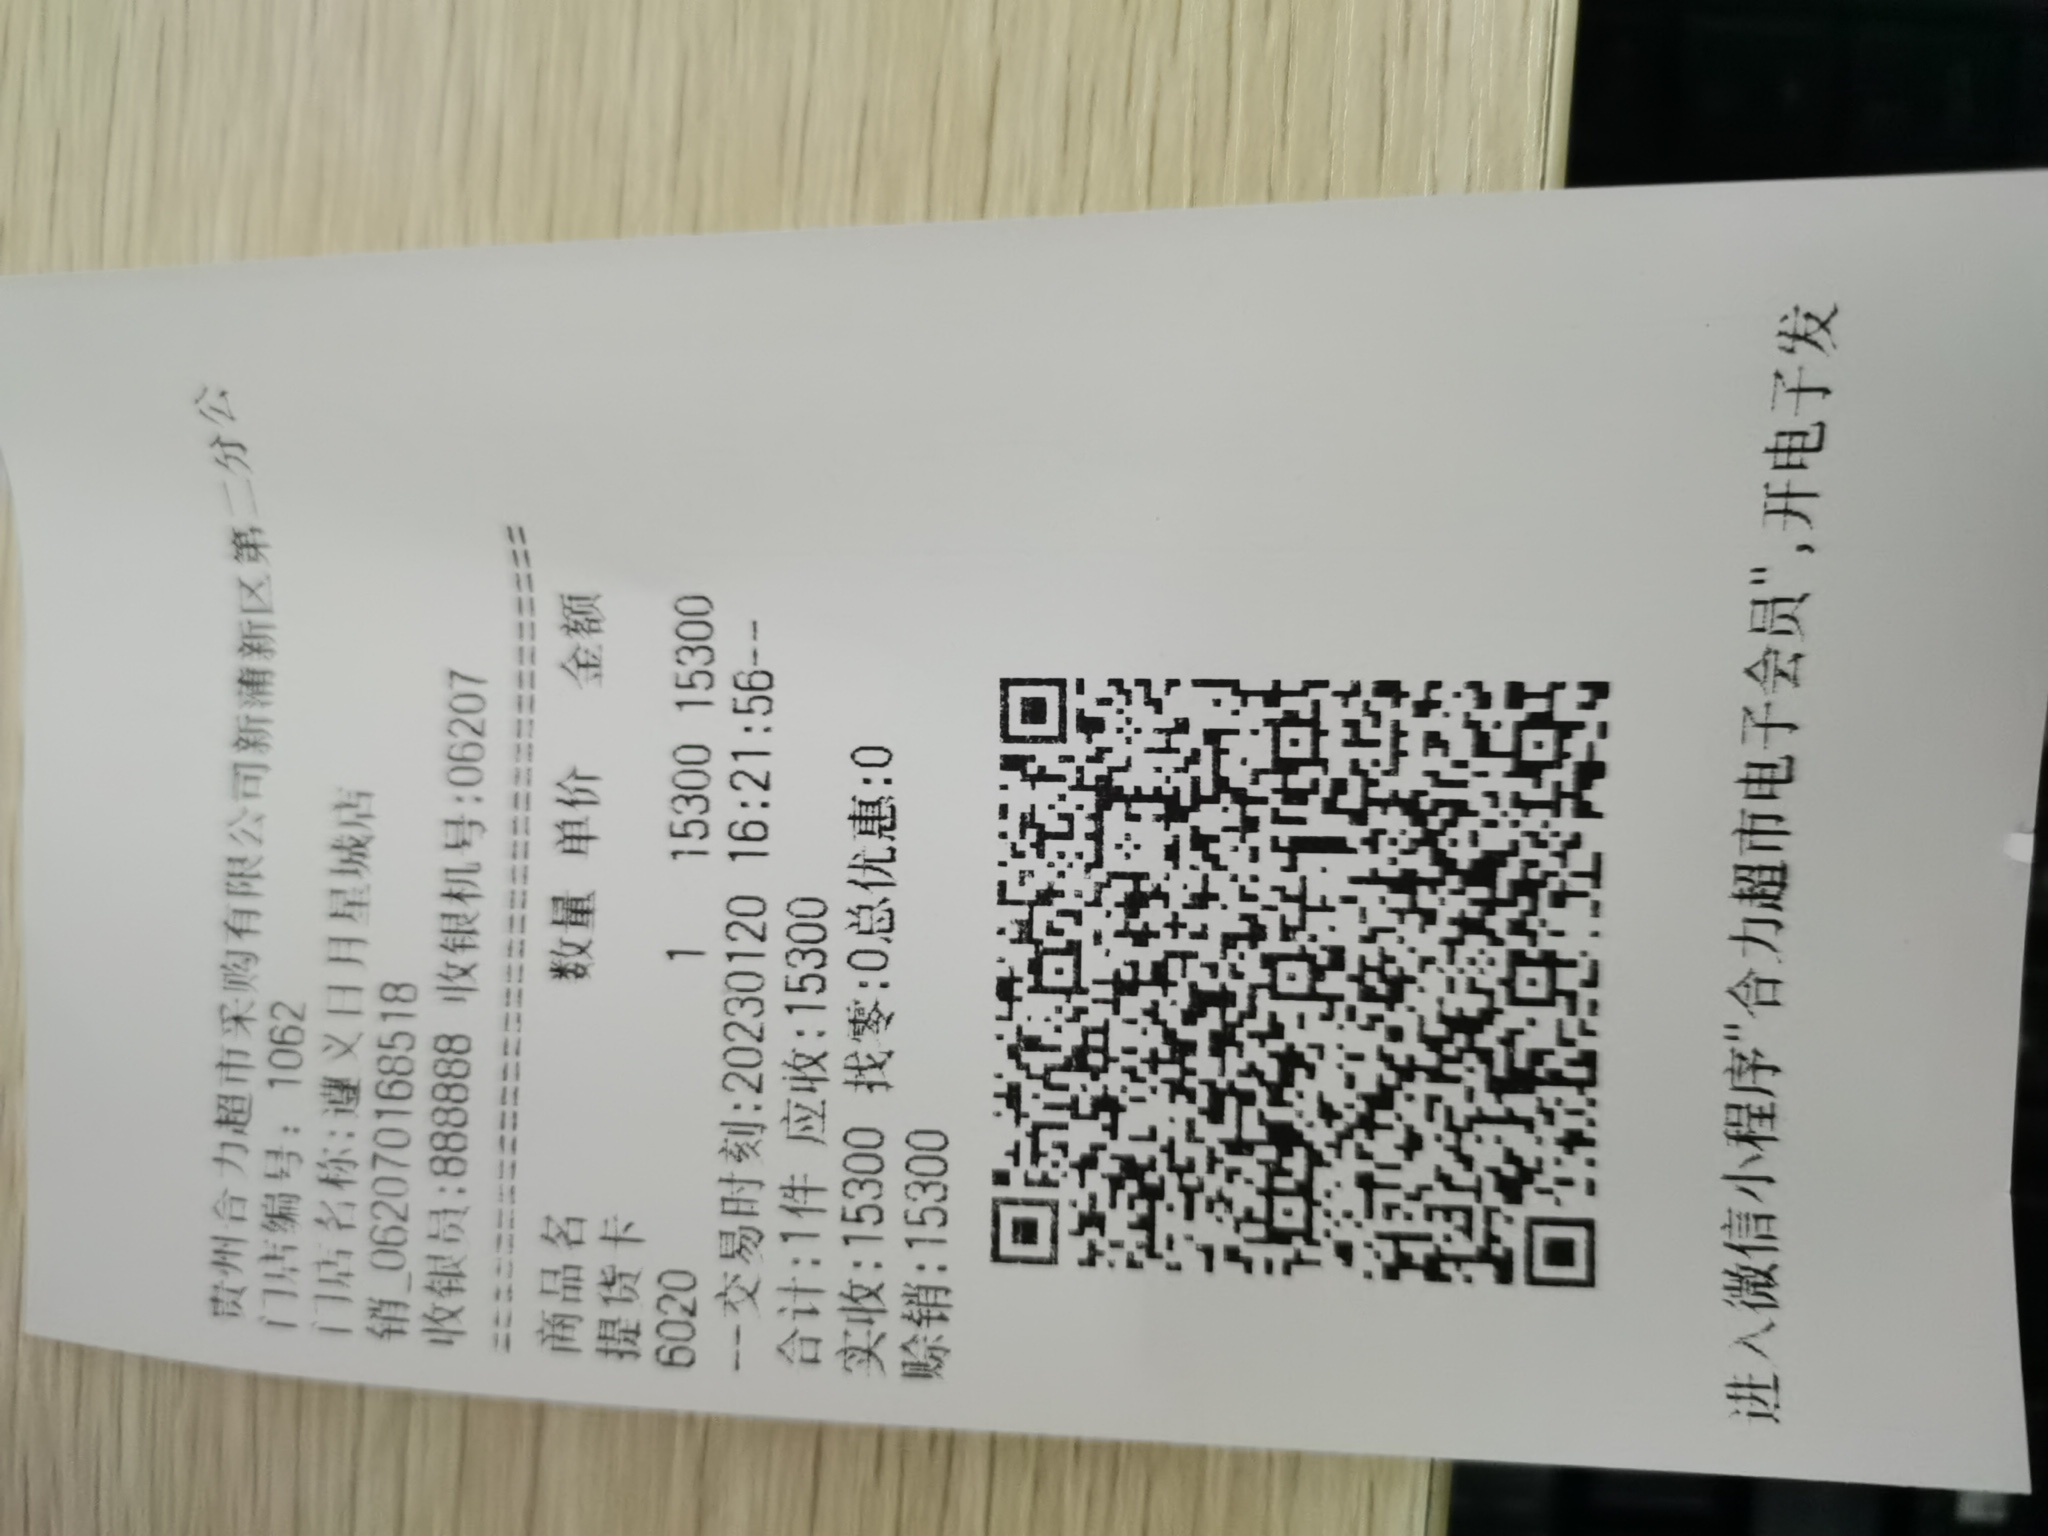 贵州合力超市采购有限公司新蒲新区第二分公
门店编号: 1062
门店名称:遵义日月星城店
销_0620701685518
收银员:888888 收银机号:06207
商品名 数量 单价 金额
提货卡
6020 1 15300 15300
--交易时刻:20230120 16:21:56---
合计:1件 应收:15300
实收:15300 找零:0总优惠:0
赊销:15300
进入微信小程序"合力超市电子会员",开电子发